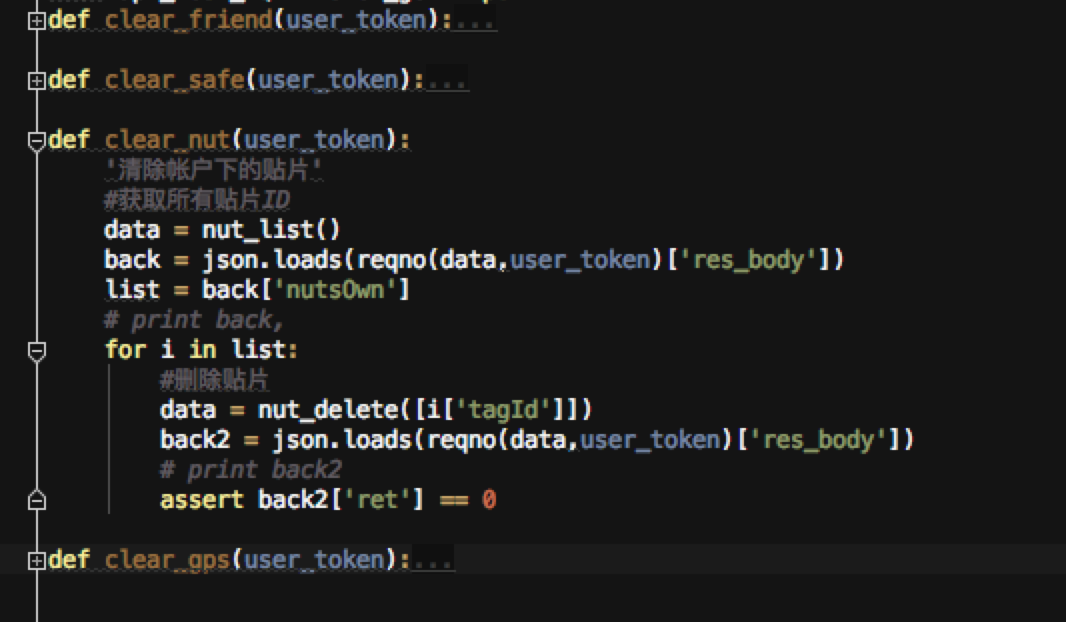 def clear_friend(user_token):...
def clear_safe(user_token):...
def clear_nut(user_token):
'清除帐户下的贴片'
#获取所有贴片ID
data = nut_list()
back = json.loads(reqno(data,user_token)['res_body'])
list = back['nutsOwn']
# print back,
for i in list:
#删除贴片
data = nut_delete([i['tagId']])
back2 = json.loads(reqno(data,user_token)['res_body'])
# print back2
assert back2['ret'] == 0
def clear_gps(user_token):...